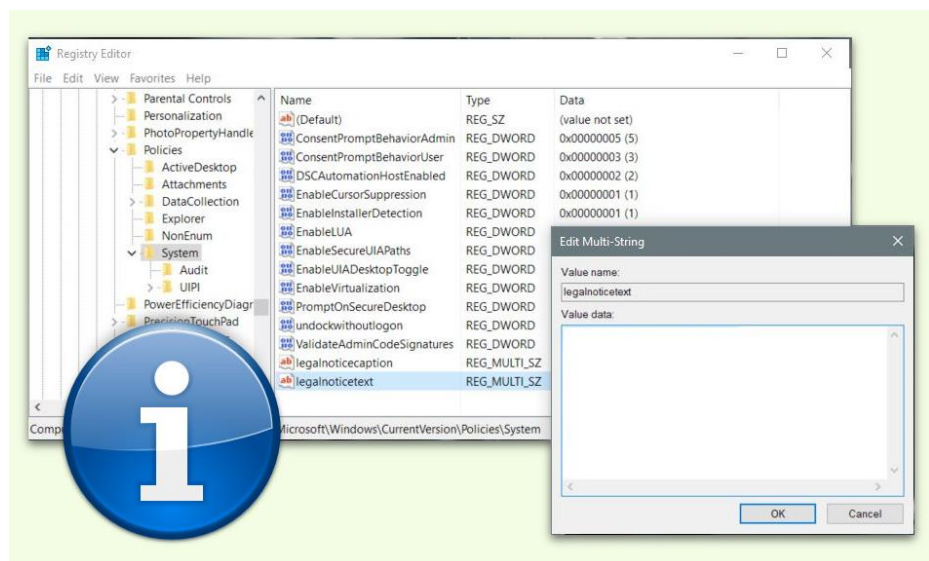 Registry Editor
File Edit View Favorites Help
Parental Controls
Personalization
PhotoPropertyHandle
Policies
ActiveDesktop
Attachments
DataCollection
Explorer
NonEnum
System
Audit
UIPI
PowerEfficiencyDiagr
PrecisionTouchPad
Name Type Data
(Default) REG_SZ (value not set)
ConsentPromptBehaviorAdmin REG_DWORD 0x00000005 (5)
ConsentPromptBehaviorUser REG_DWORD 0x00000003 (3)
DSCAutomationHostEnabled REG_DWORD 0x00000002 (2)
EnableCursorSuppression REG_DWORD 0x00000001 (1)
EnableInstallerDetection REG_DWORD 0x00000001 (1)
EnableLUA REG_DWORD
EnableSecureUIAPaths REG_DWORD
EnableUIADesktopToggle REG_DWORD
EnableVirtualization REG_DWORD
PromptOnSecureDesktop REG_DWORD
undockwithoutlogon REG_DWORD
ValidateAdminCodeSignatures REG_DWORD
legalnoticecaption REG_MULTI_SZ
legalnoticetext REG_MULTI_SZ
Comp Microsoft\Windows\CurrentVersion\Policies\System
Edit Multi-String
Value name:
legalnoticetext
Value data:
OK Cancel